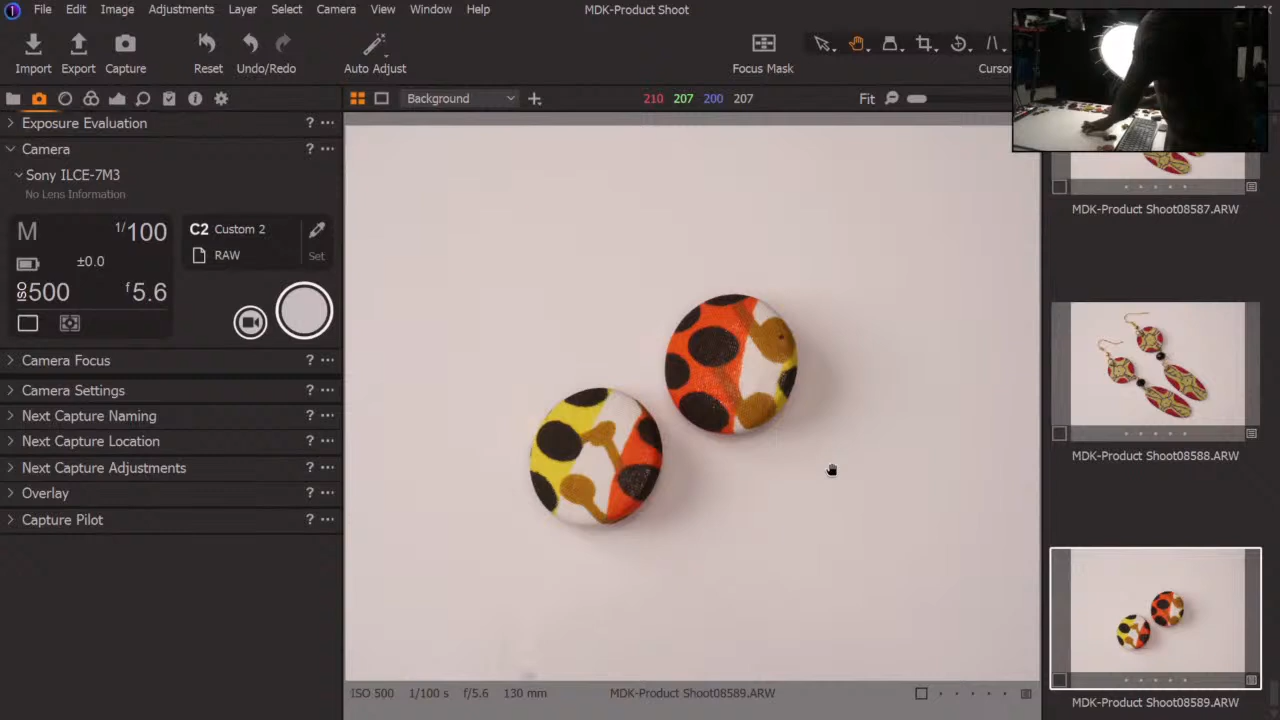 File Edit Image Adjustments Layer Select Camera View Window Help MDK-Product Shoot
Import Export Capture Reset Undo/Redo Auto Adjust Focus Mask
Background 210 207 200 207 Fit
Exposure Evaluation ? ...
Camera ? ...
Sony ILCE-7M3
No Lens Information
M 1/100 C2 Custom 2
±0.0 RAW Set
ISO 500 f 5.6
Camera Focus ? ...
Camera Settings ? ...
Next Capture Naming ? ...
Next Capture Location ? ...
Next Capture Adjustments ? ...
Overlay ? ...
Capture Pilot ? ...
ISO 500 1/100 s f/5.6 130 mm MDK-Product Shoot08589.ARW
MDK-Product Shoot08587.ARW
MDK-Product Shoot08588.ARW
MDK-Product Shoot08589.ARW